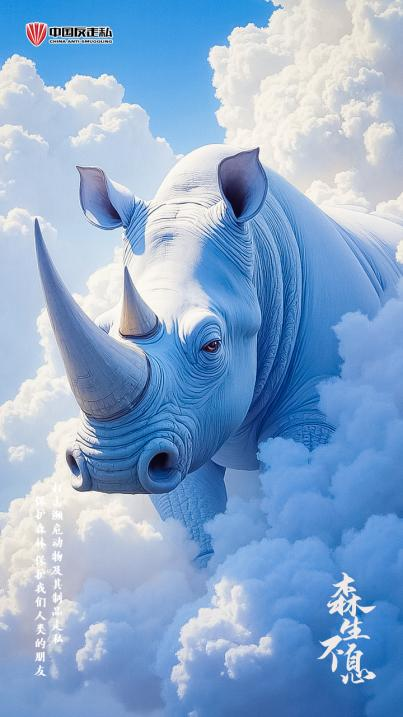 中国反走私
CHINA ANTI-SMUGGLING
濒危动物及其制品走私
保护森林 保护我们人类的朋友
森生
不息